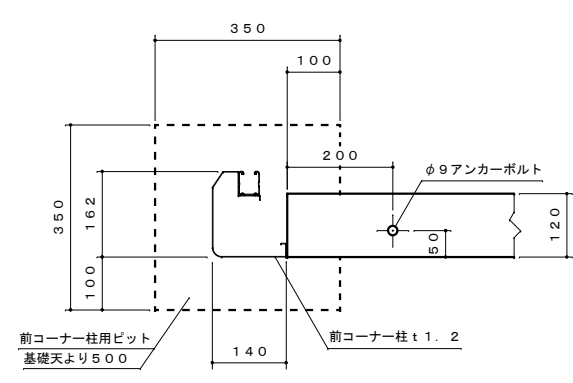 ３５０
１００
２００
φ９アンカーボルト
３５０
１６２
１００
５０
１２０
前コーナー柱用ピット
基礎天より５００
１４０
前コーナー柱ｔ１．２